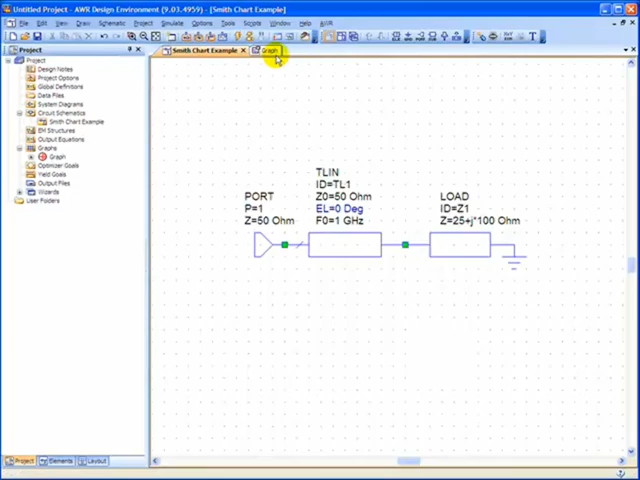 Untitled Project - AWR Design Environment (9.03.4959) - [Smith Chart Example]
File Edit View Draw Schematic Project Simulate Options Tools Scripts Window Help AWR
Project
Smith Chart Example
Graph
Project
Design Notes
Project Options
Global Definitions
Data Files
System Diagrams
Circuit Schematics
Smith Chart Example
EM Structures
Output Equations
Graphs
Graph
Optimizer Goals
Yield Goals
Output Files
Wizards
User Folders
PORT
P=1
Z=50 Ohm
TLIN
ID=TL1
Z0=50 Ohm
EL=0 Deg
F0=1 GHz
LOAD
ID=Z1
Z=25+j*100 Ohm
Project Elements Layout